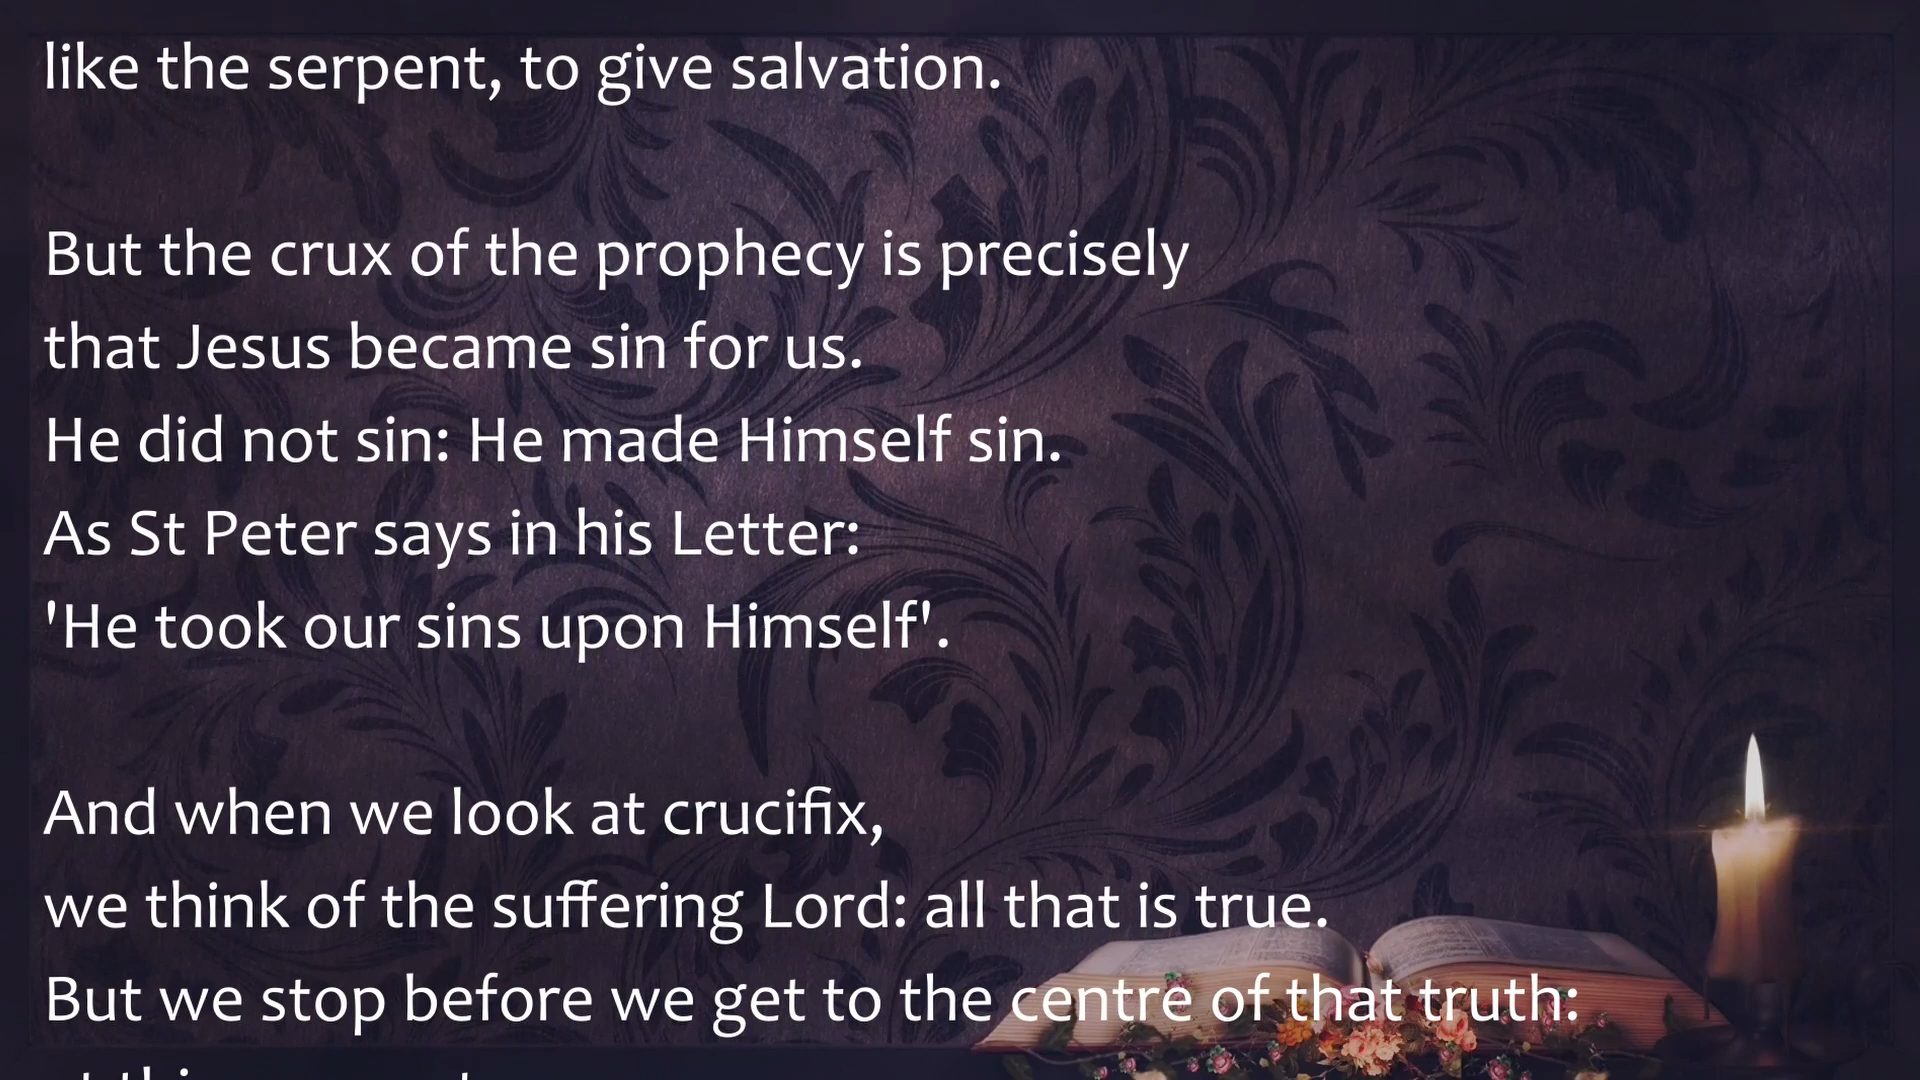 like the serpent, to give salvation.
But the crux of the prophecy is precisely
that Jesus became sin for us.
He did not sin: He made Himself sin.
As St Peter says in his Letter:
'He took our sins upon Himself'.
And when we look at crucifix,
we think of the suffering Lord: all that is true.
But we stop before we get to the centre of that truth: